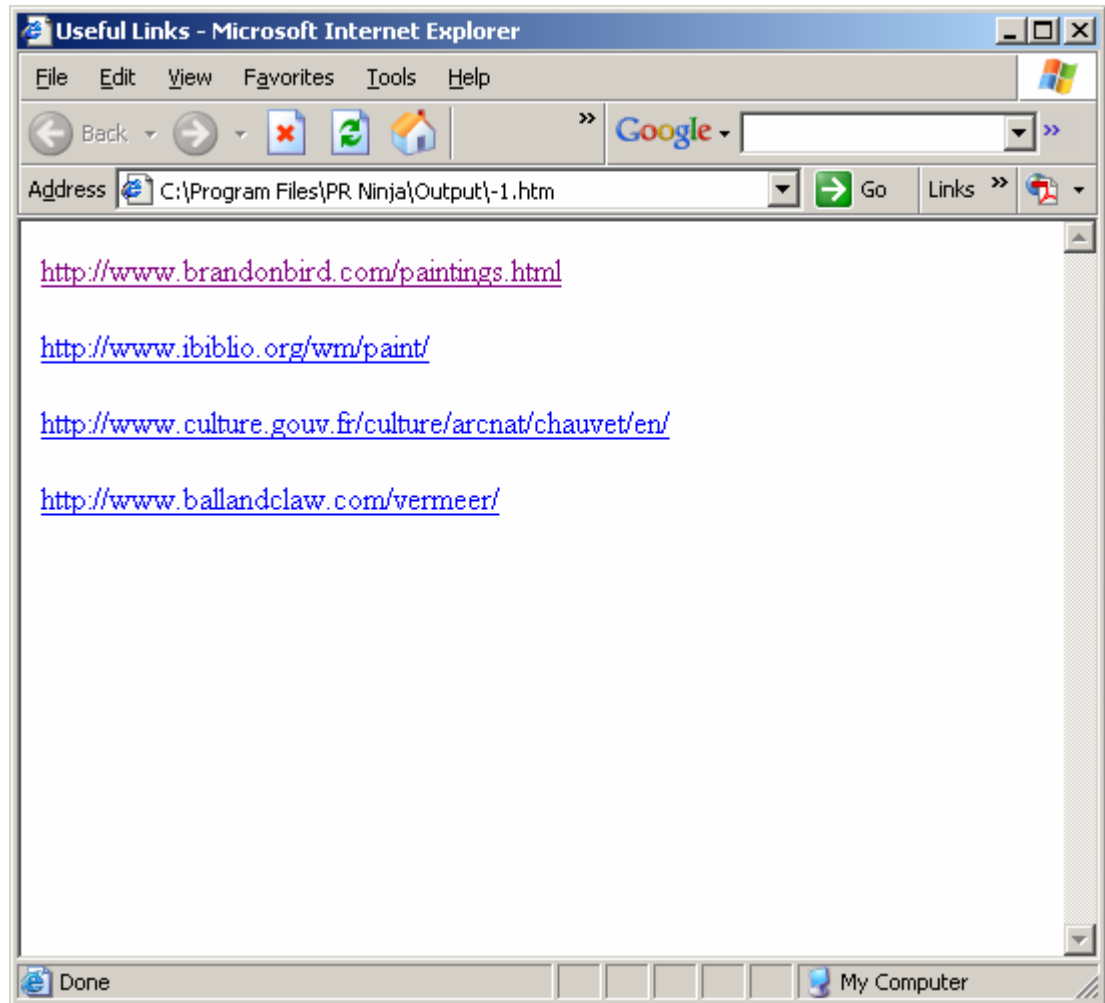 Useful Links - Microsoft Internet Explorer
File Edit View Favorites Tools Help
Back » Google »
Address C:\Program Files\PR Ninja\Output\-1.htm Go Links »
http://www.brandonbird.com/paintings.html
http://www.ibiblio.org/wm/paint/
http://www.culture.gouv.fr/culture/arcnat/chauvet/en/
http://www.ballandclaw.com/vermeer/
Done My Computer